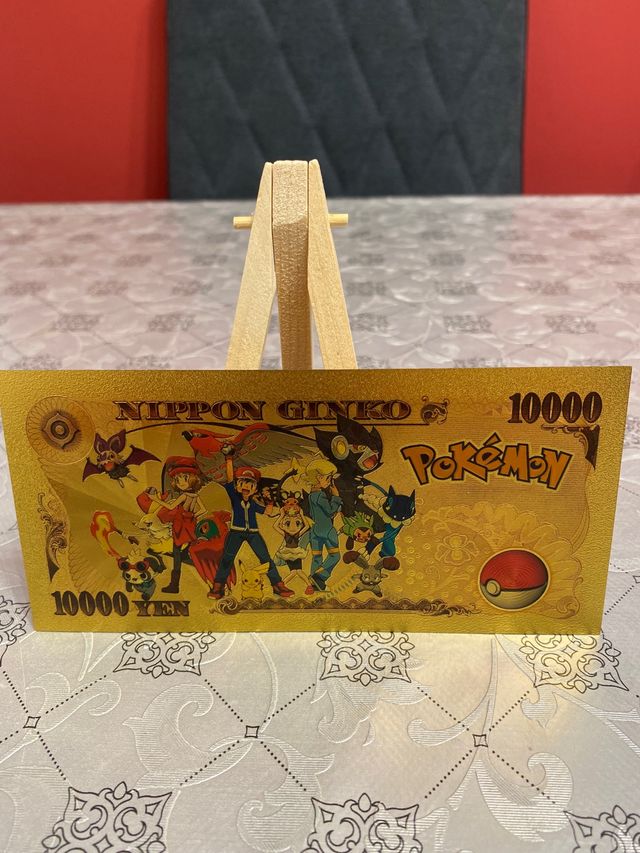 NIPPON GINKO
10000
POKéMON
10000 YEN